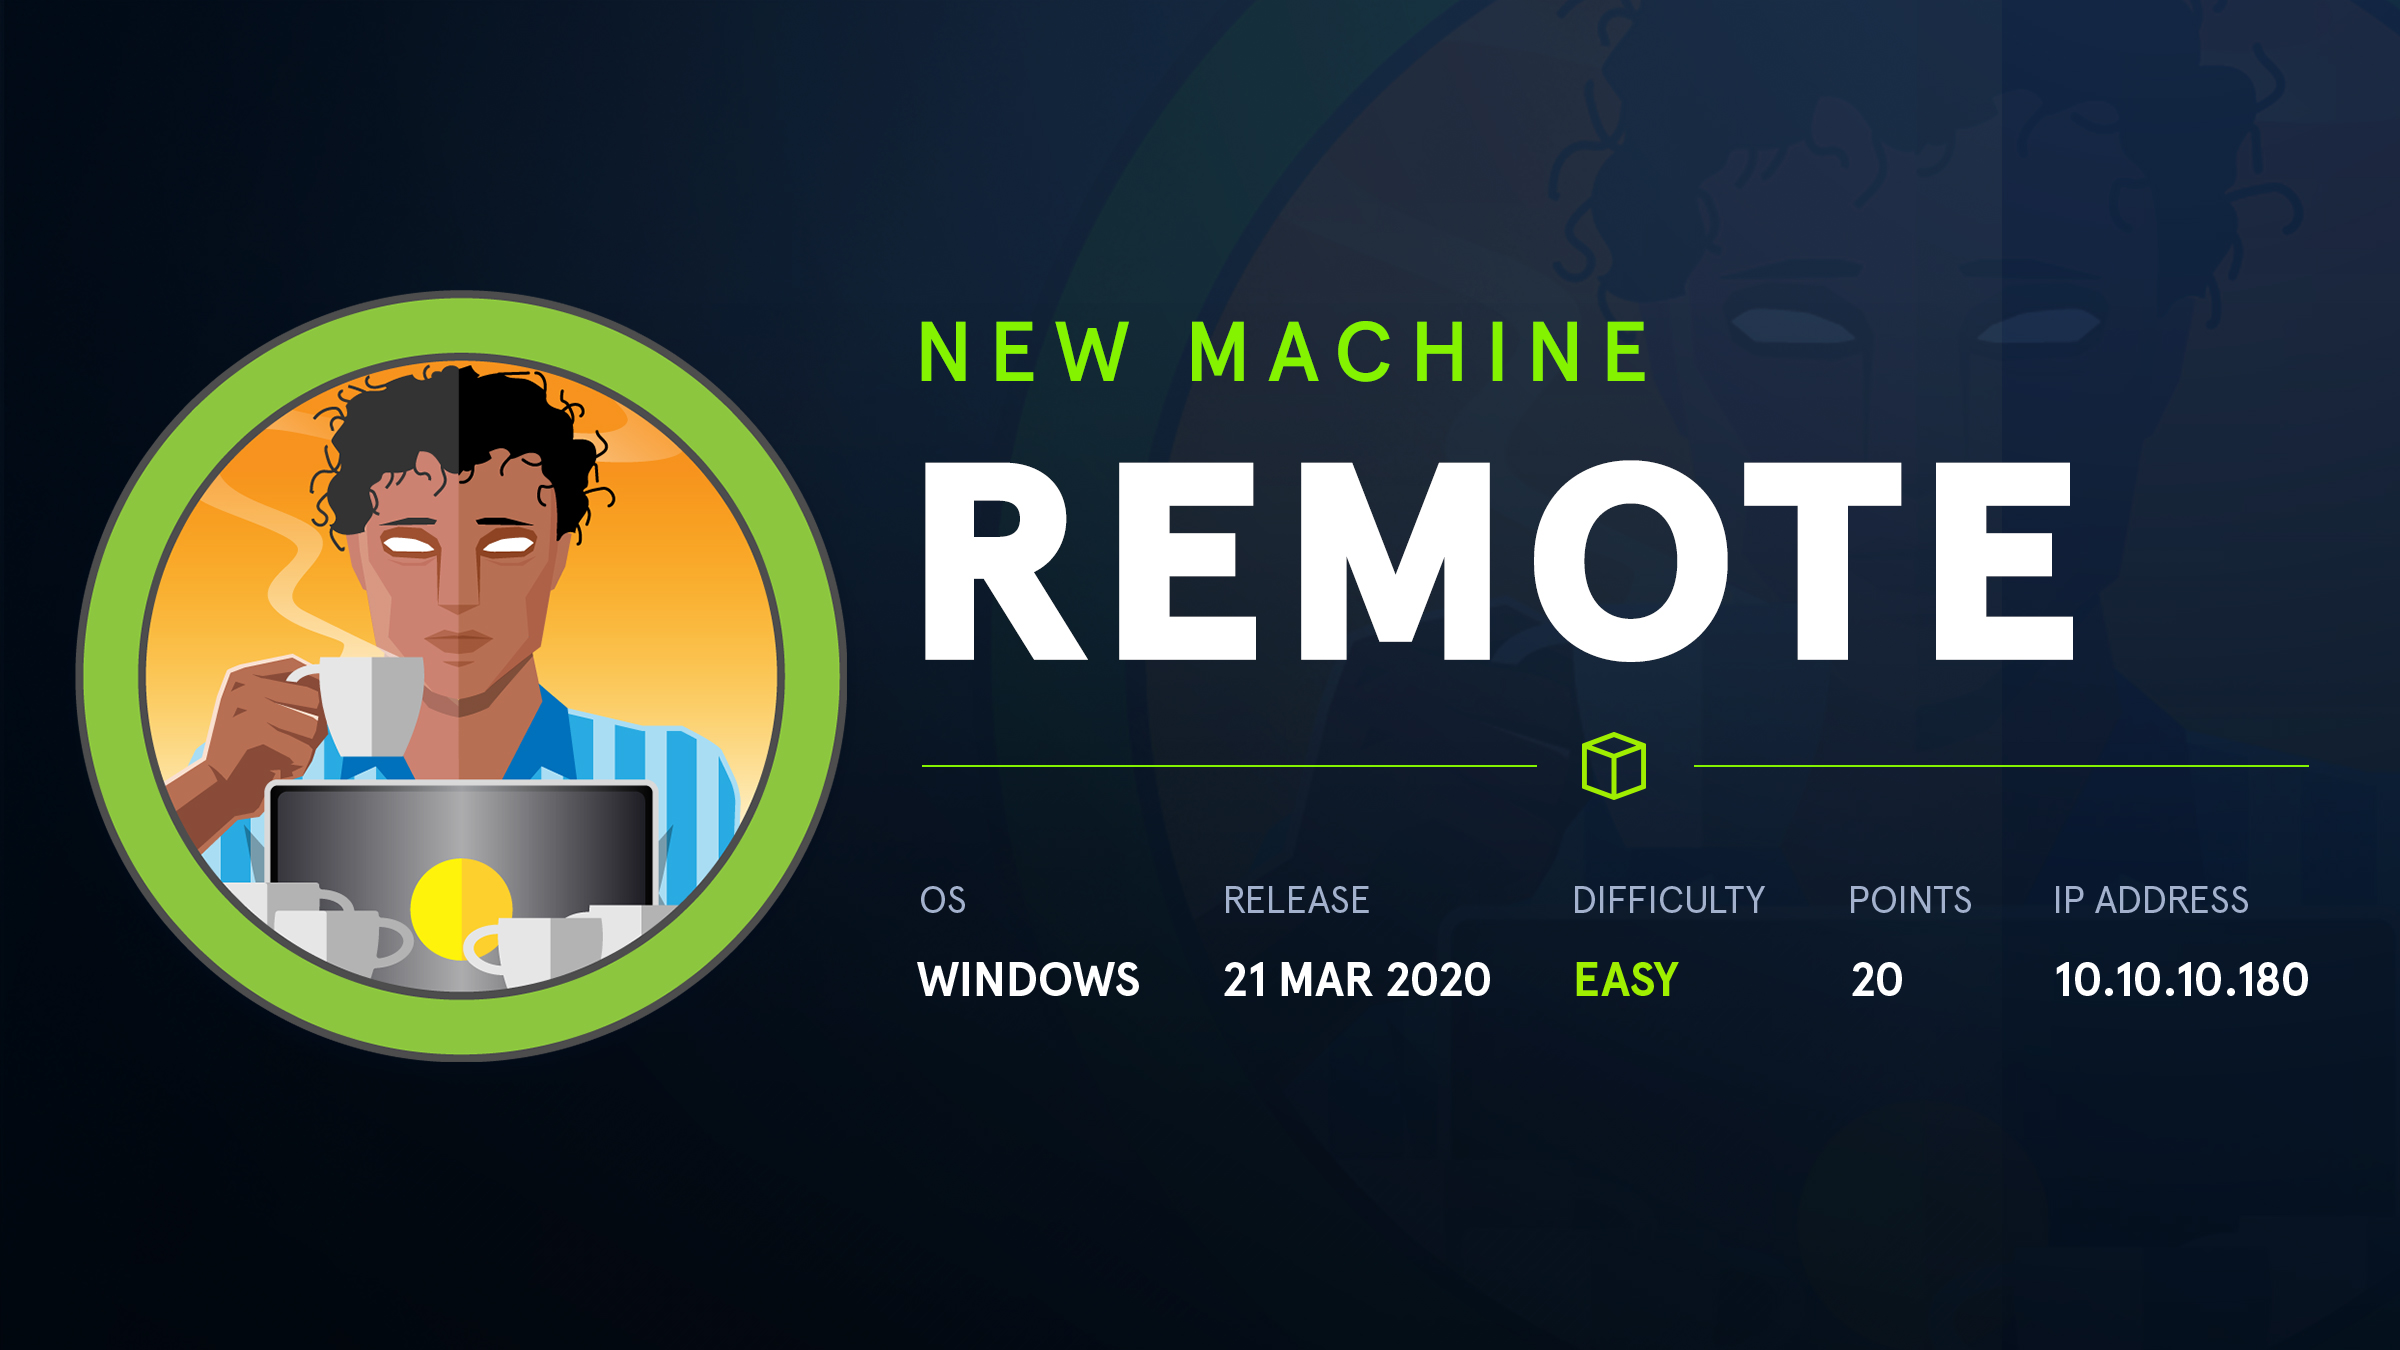 NEW MACHINE
REMOTE
OS RELEASE DIFFICULTY POINTS IP ADDRESS
WINDOWS 21 MAR 2020 EASY 20 10.10.10.180